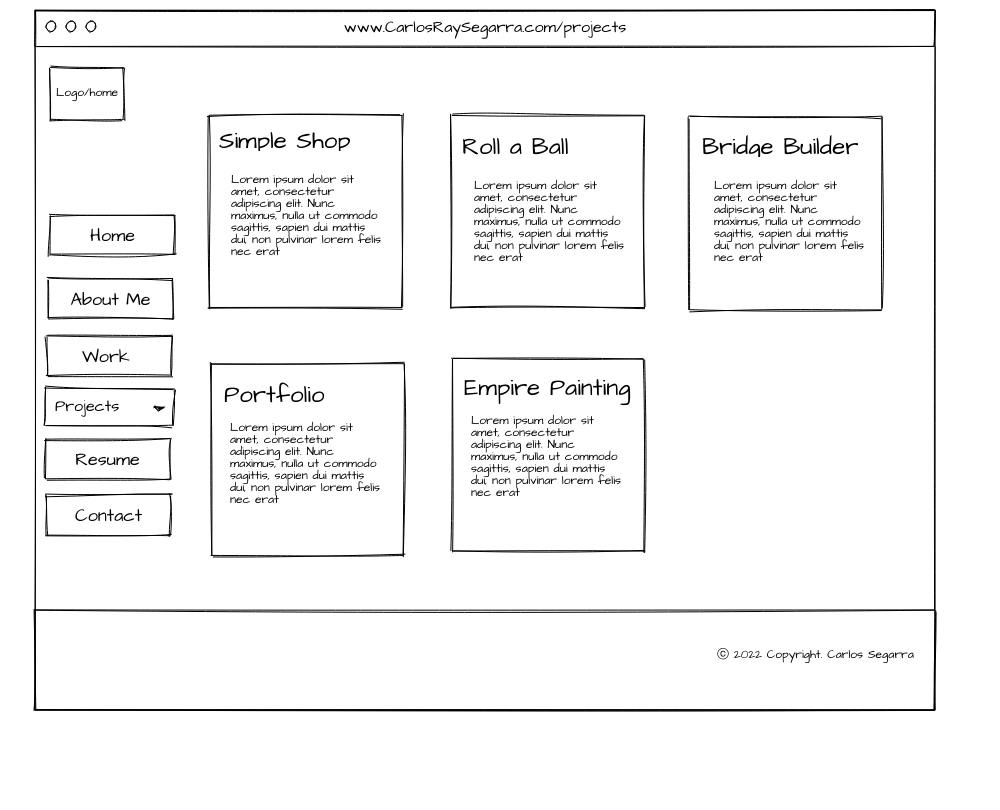 www.CarlosRaySegarra.com/projects
Logo/home
Home
About Me
Work
Projects
Resume
Contact
Simple Shop
Lorem ipsum dolor sit
amet, consectetur
adipiscing elit. Nunc
maximus, nulla ut commodo
sagittis, sapien dui mattis
dui, non pulvinar lorem felis
nec erat
Roll a Ball
Lorem ipsum dolor sit
amet, consectetur
adipiscing elit. Nunc
maximus, nulla ut commodo
sagittis, sapien dui mattis
dui, non pulvinar lorem felis
nec erat
Bridge Builder
Lorem ipsum dolor sit
amet, consectetur
adipiscing elit. Nunc
maximus, nulla ut commodo
sagittis, sapien dui mattis
dui, non pulvinar lorem felis
nec erat
Portfolio
Lorem ipsum dolor sit
amet, consectetur
adipiscing elit. Nunc
maximus, nulla ut commodo
sagittis, sapien dui mattis
dui, non pulvinar lorem felis
nec erat
Empire Painting
Lorem ipsum dolor sit
amet, consectetur
adipiscing elit. Nunc
maximus, nulla ut commodo
sagittis, sapien dui mattis
dui, non pulvinar lorem felis
nec erat
© 2022 Copyright. Carlos Segarra